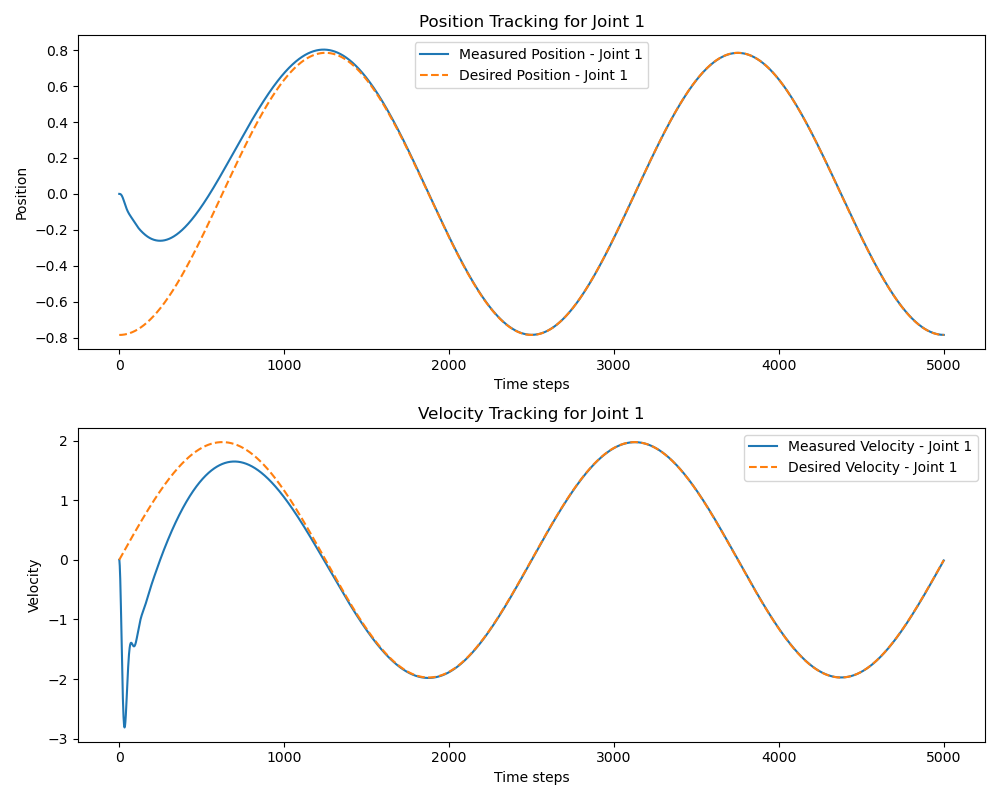 Position Tracking for Joint 1
Measured Position - Joint 1
Desired Position - Joint 1
Position
0.8
0.6
0.4
0.2
0.0
−0.2
−0.4
−0.6
−0.8
0 1000 2000 3000 4000 5000
Time steps
Velocity Tracking for Joint 1
Measured Velocity - Joint 1
Desired Velocity - Joint 1
Velocity
2
1
0
−1
−2
−3
0 1000 2000 3000 4000 5000
Time steps